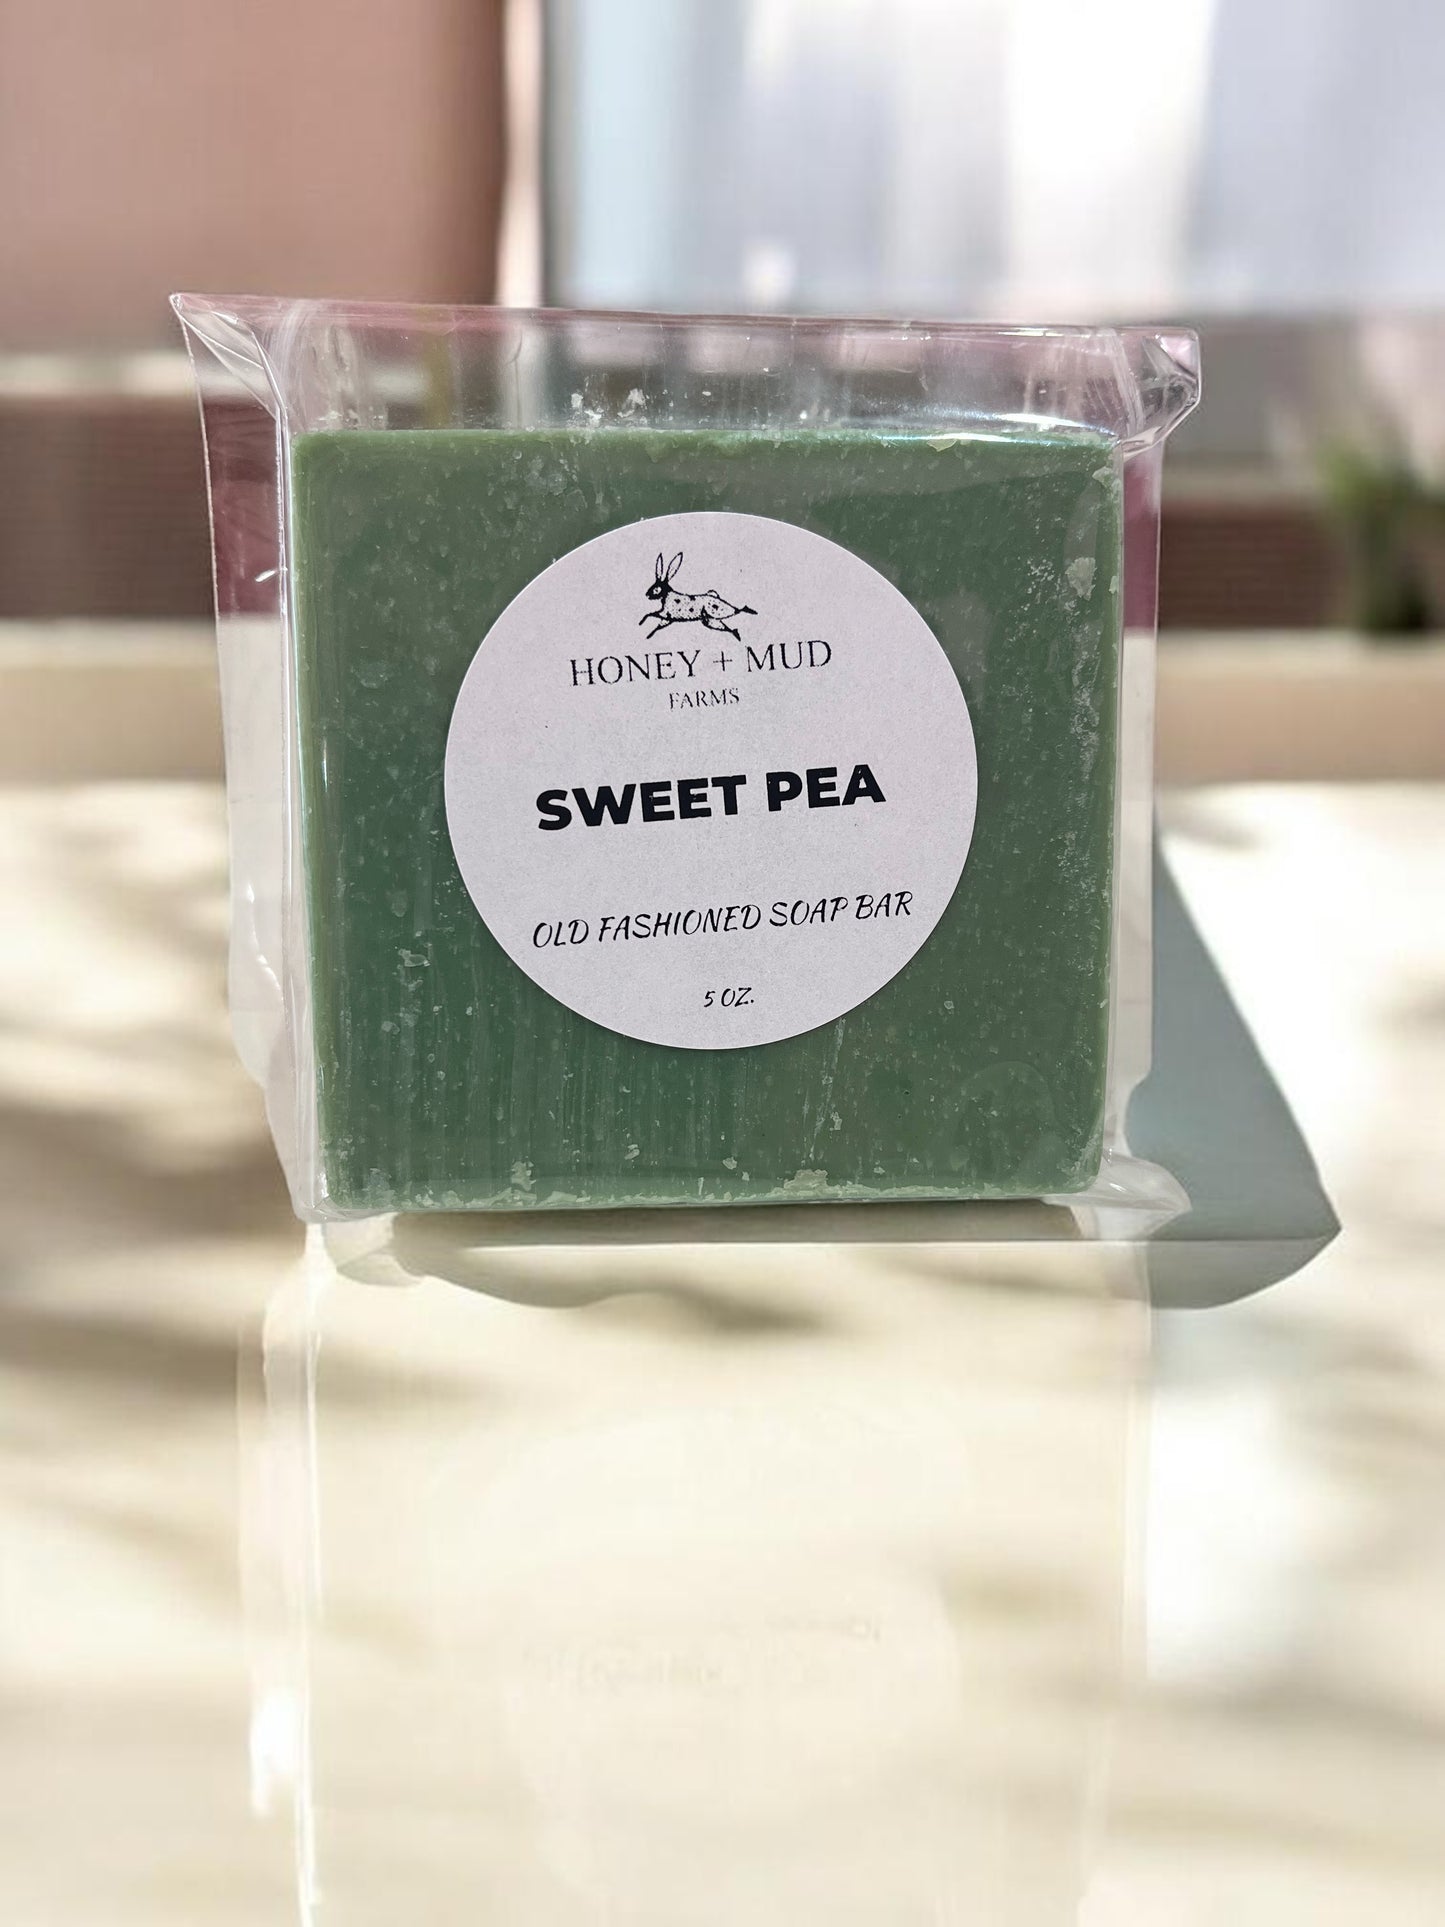 HONEY + MUD
FARMS
SWEET PEA
OLD FASHIONED SOAP BAR
5 OZ.